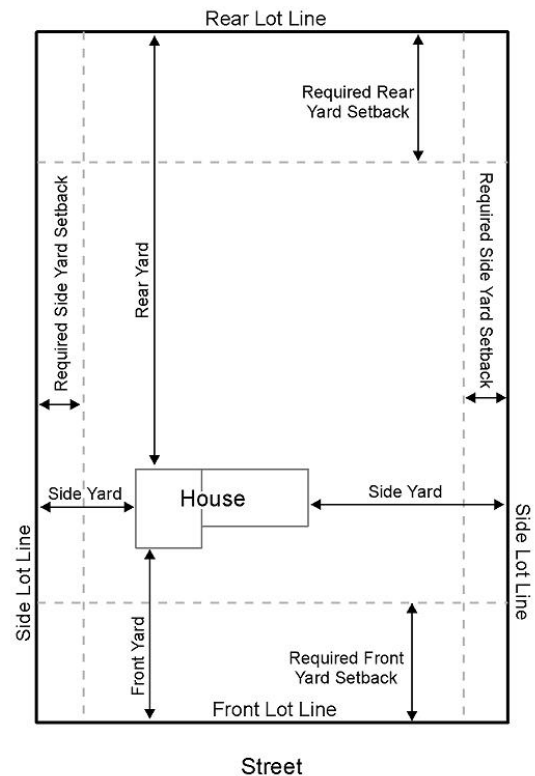 Rear Lot Line
Required Rear
Yard Setback
Required Side Yard Setback
Rear Yard
Required Side Yard Setback
Side Yard
House
Side Yard
Side Lot Line
Side Lot Line
Front Yard
Required Front
Yard Setback
Front Lot Line
Street